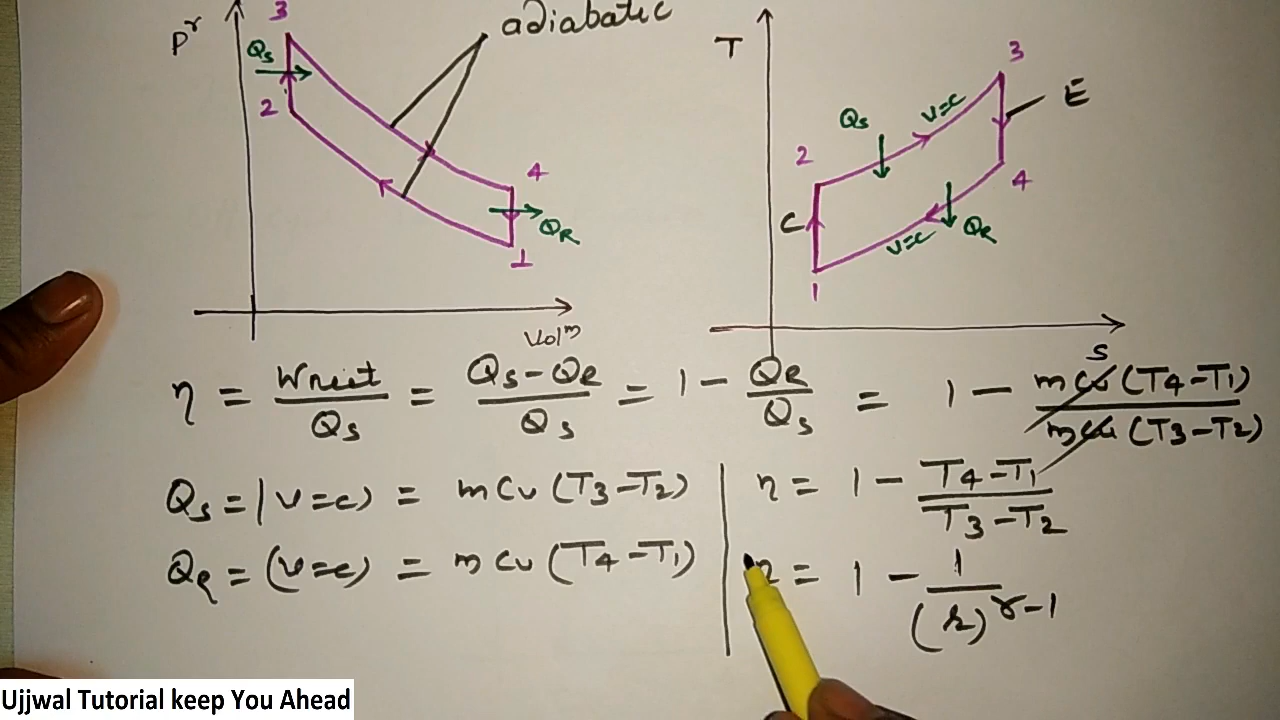 adiabatic
Pʳ
3
Qs
2
4
QR
1
Volᵐ
T
3
E
V=C
Qs
2
4
C
QR
V=C
1
S
η = Wnet/Qs = Qs-QR/Qs = 1 - QR/Qs = 1 - mcv(T4-T1)/mcv(T3-T2)
Qs = (V=C) = mCv(T3-T2)
QR = (V=C) = mCv(T4-T1)
η = 1 - T4-T1/T3-T2
η = 1 - 1/(r)^γ-1
Ujjwal Tutorial keep You Ahead